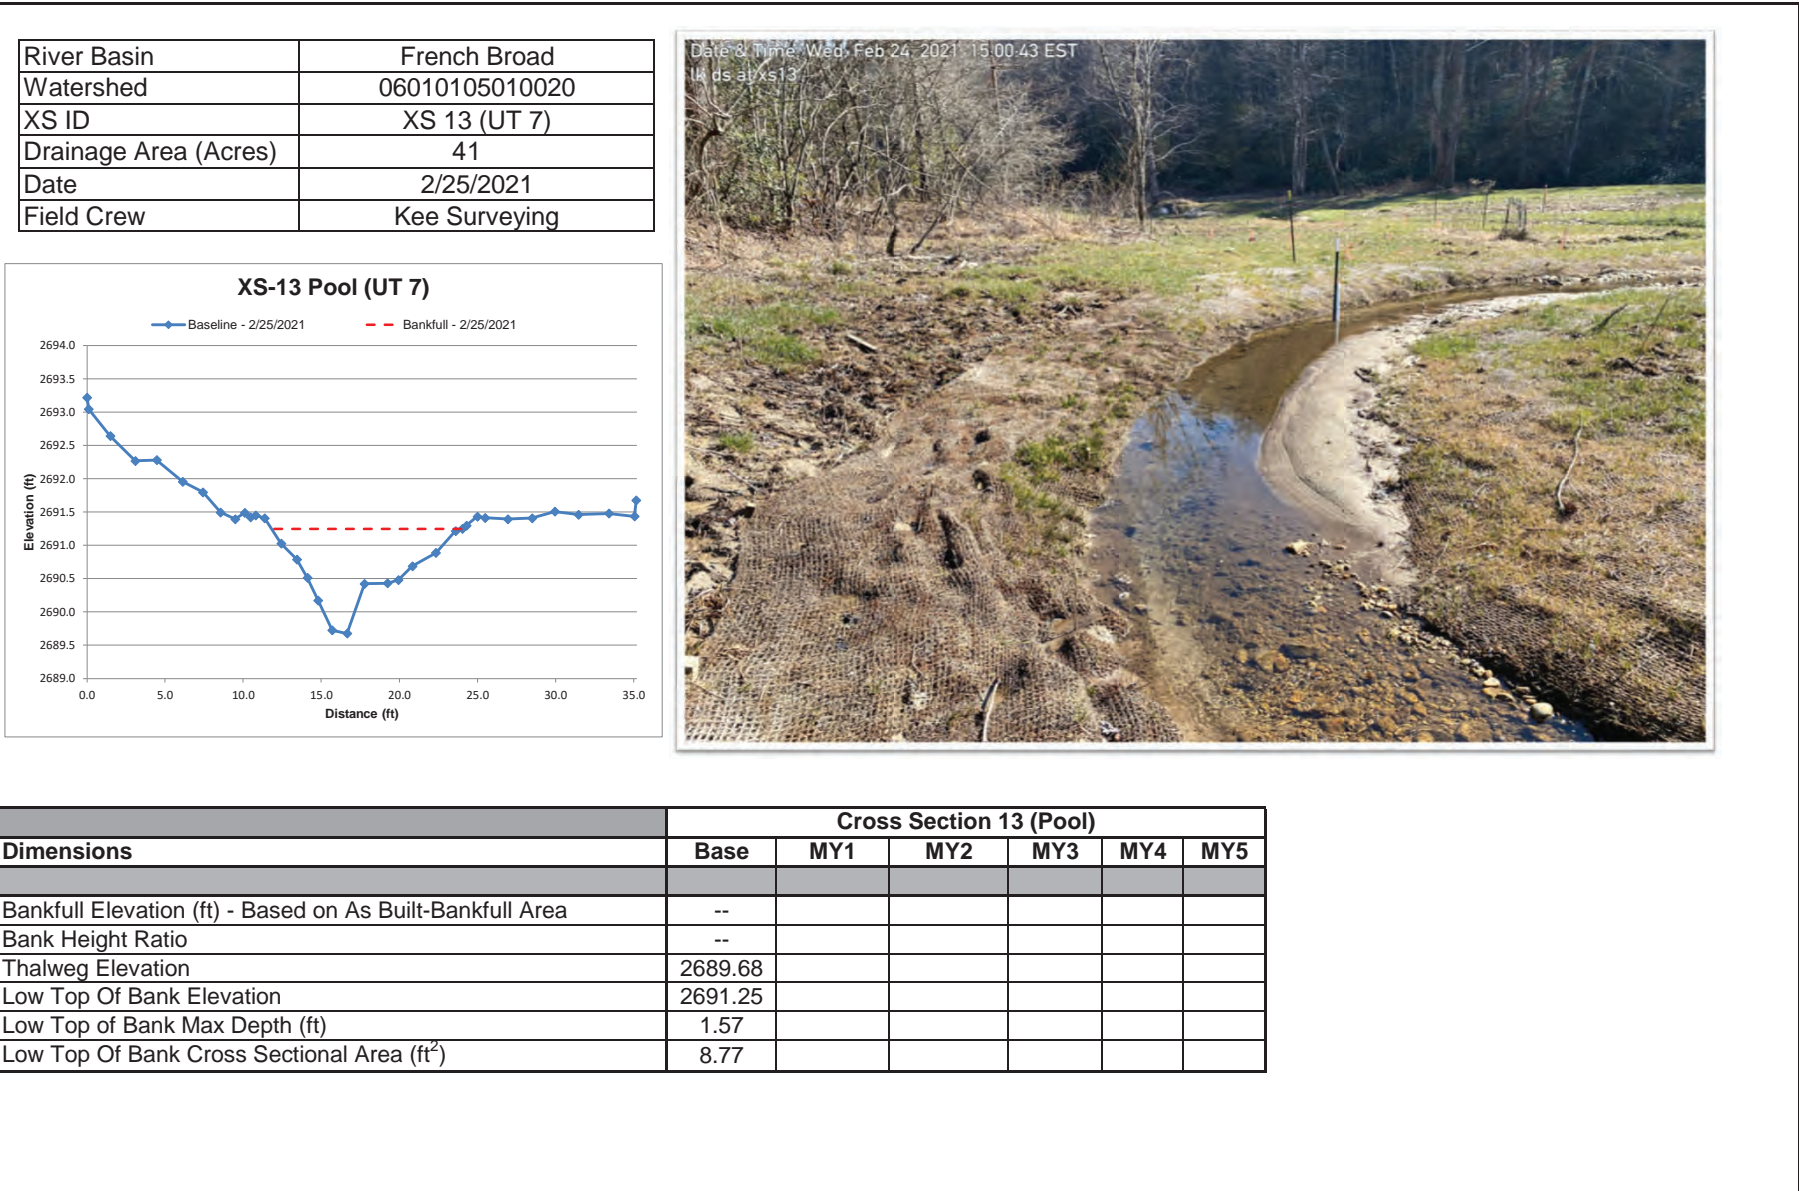 River Basin French Broad
Watershed 06010105010020
XS ID XS 13 (UT 7)
Drainage Area (Acres) 41
Date 2/25/2021
Field Crew Kee Surveying
Date & Time: Wed, Feb 24, 2021, 15:00:43 EST
lk ds at xs13
XS-13 Pool (UT 7)
Baseline - 2/25/2021 Bankfull - 2/25/2021
2694.0
2693.5
2693.0
2692.5
2692.0
2691.5
2691.0
2690.5
2690.0
2689.5
2689.0
Elevation (ft)
0.0 5.0 10.0 15.0 20.0 25.0 30.0 35.0
Distance (ft)
Cross Section 13 (Pool)
Dimensions Base MY1 MY2 MY3 MY4 MY5
Bankfull Elevation (ft) - Based on As Built-Bankfull Area --
Bank Height Ratio --
Thalweg Elevation 2689.68
Low Top Of Bank Elevation 2691.25
Low Top of Bank Max Depth (ft) 1.57
Low Top Of Bank Cross Sectional Area (ft²) 8.77